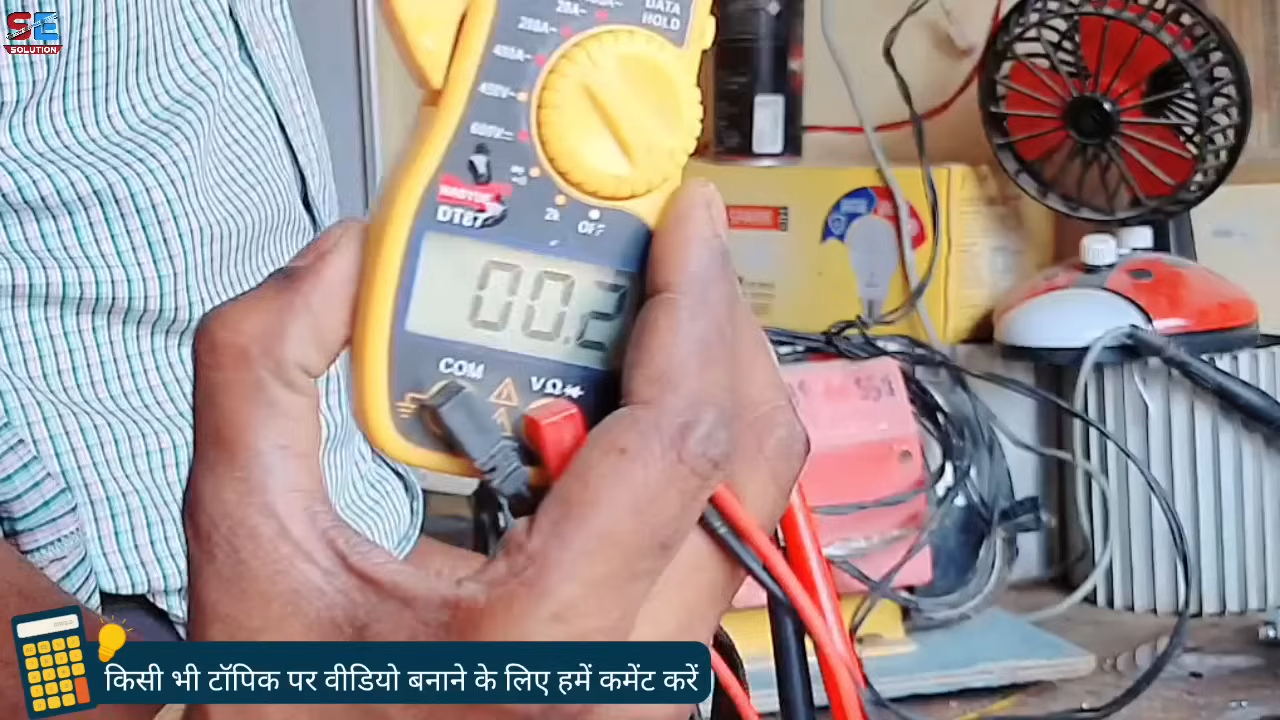 SE
SOLUTION
DATA
HOLD
20A~
200A~
400A~
450V~
600V
2k
OFF
DT87
00.2
COM
VΩ
किसी भी टॉपिक पर वीडियो बनाने के लिए हमें कमेंट करें